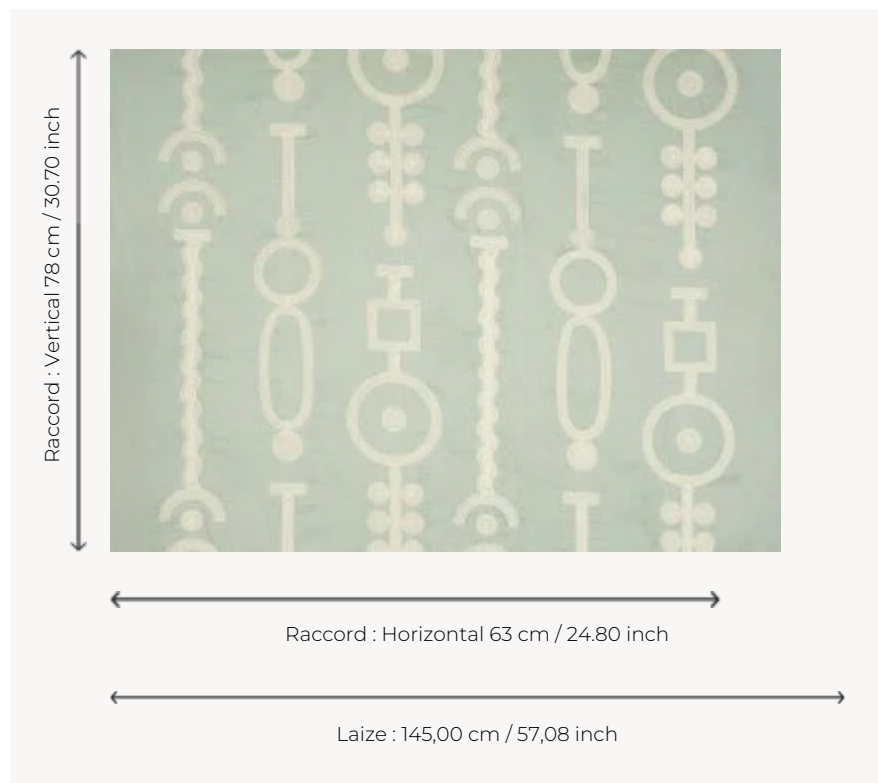 Raccord : Vertical 78 cm / 30.70 inch
Raccord : Horizontal 63 cm / 24.80 inch
Laize : 145,00 cm / 57,08 inch